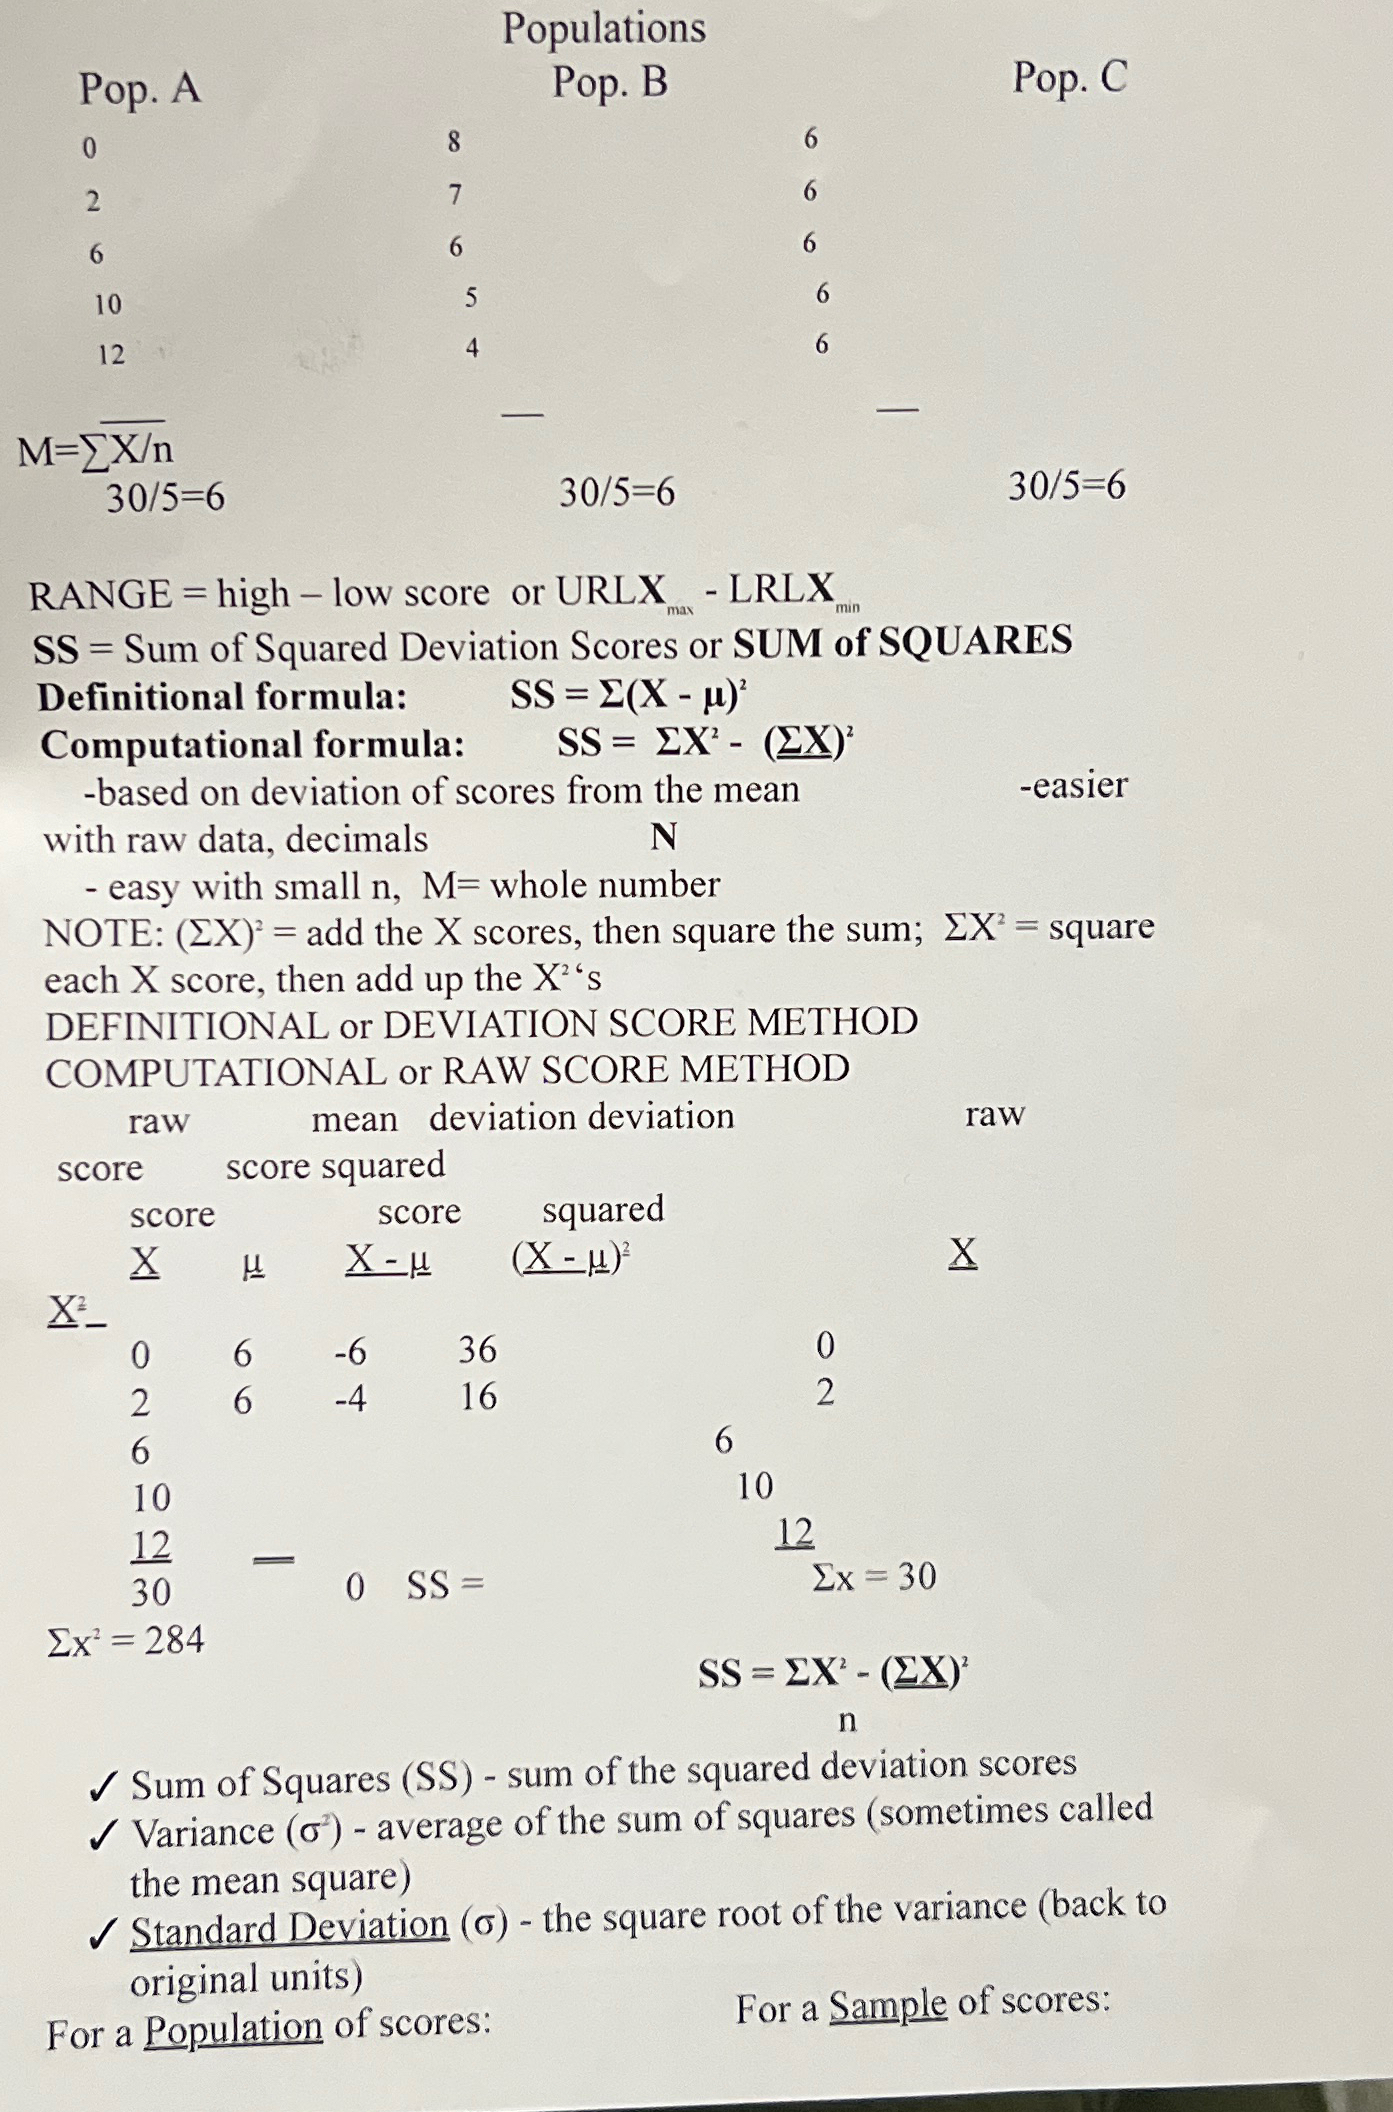 Populations
Pop. A Pop. B Pop. C
0 8 6
2 7 6
6 6 6
10 5 6
12 4 6
M=∑X/n
30/5=6 30/5=6 30/5=6
RANGE = high – low score or URLXmax - LRLXmin
SS = Sum of Squared Deviation Scores or SUM of SQUARES
Definitional formula: SS = Σ(X - μ)²
Computational formula: SS = ΣX² - (ΣX)²
-based on deviation of scores from the mean -easier
with raw data, decimals N
- easy with small n, M= whole number
NOTE: (ΣX)² = add the X scores, then square the sum; ΣX² = square
each X score, then add up the X²‘s
DEFINITIONAL or DEVIATION SCORE METHOD
COMPUTATIONAL or RAW SCORE METHOD
raw mean deviation deviation raw
score score squared
score score squared
X μ X - μ (X - μ)² X
X²
0 6 -6 36 0
2 6 -4 16 2
6 6
10 10
12 12
30 0 SS = Σx = 30
Σx² = 284
SS = ΣX² - (ΣX)²
n
✓ Sum of Squares (SS) - sum of the squared deviation scores
✓ Variance (σ²) - average of the sum of squares (sometimes called
the mean square)
✓ Standard Deviation (σ) - the square root of the variance (back to
original units)
For a Population of scores: For a Sample of scores: